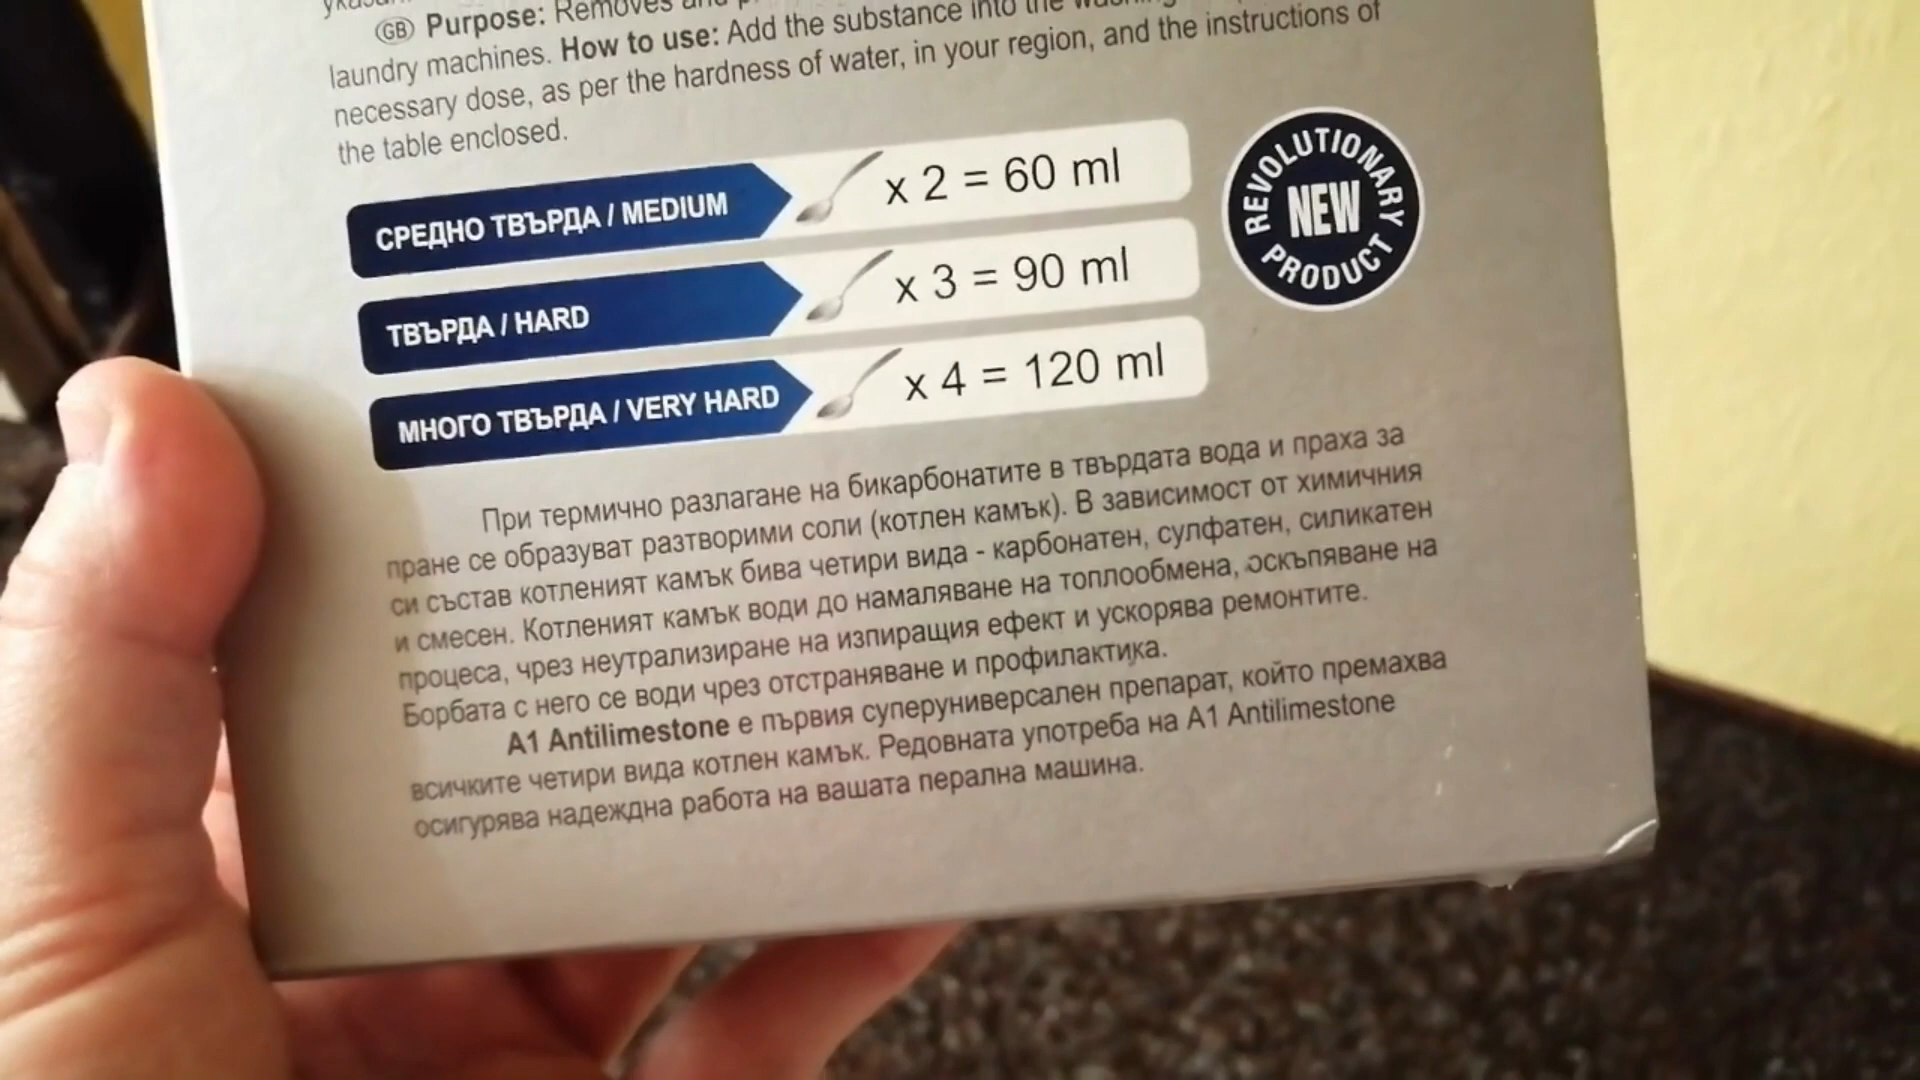 GB Purpose: Removes and
laundry machines. How to use: Add the substance into the
necessary dose, as per the hardness of water, in your region, and the instructions of
the table enclosed.
СРЕДНО ТВЪРДА / MEDIUM x 2 = 60 ml
ТВЪРДА / HARD x 3 = 90 ml
МНОГО ТВЪРДА / VERY HARD x 4 = 120 ml
REVOLUTIONARY
NEW
PRODUCT
При термично разлагане на бикарбонатите в твърдата вода и праха за
пране се образуват разтворими соли (котлен камък). В зависимост от химичния
си състав котленият камък бива четири вида - карбонатен, сулфатен, силикатен
и смесен. Котленият камък води до намаляване на топлообмена, оскъпяване на
процеса, чрез неутрализиране на изпиращия ефект и ускорява ремонтите.
Борбата с него се води чрез отстраняване и профилактика.
A1 Antilimestone е първия суперуниверсален препарат, който премахва
всичките четири вида котлен камък. Редовната употреба на A1 Antilimestone
осигурява надеждна работа на вашата перална машина.